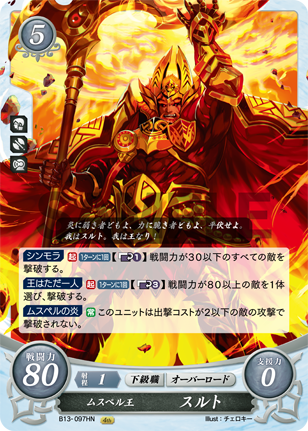 5
炎に弱き者どもよ、力に脆き者どもよ、平伏せよ。
我はスルト。我は王なり!
シンモラ 起 1ターンに1回 【 1】 戦闘力が30以下のすべての敵を
撃破する。
王はただ一人 起 1ターンに1回 【 3】 戦闘力が80以上の敵を1体
選び、撃破する。
ムスペルの炎 常 このユニットは出撃コストが2以下の敵の攻撃で
撃破されない。
戦闘力
80
射程 1 下級職 オーバーロード
支援力
0
ムスペル王 スルト
B13-097HN 4th Illust:チェロキー